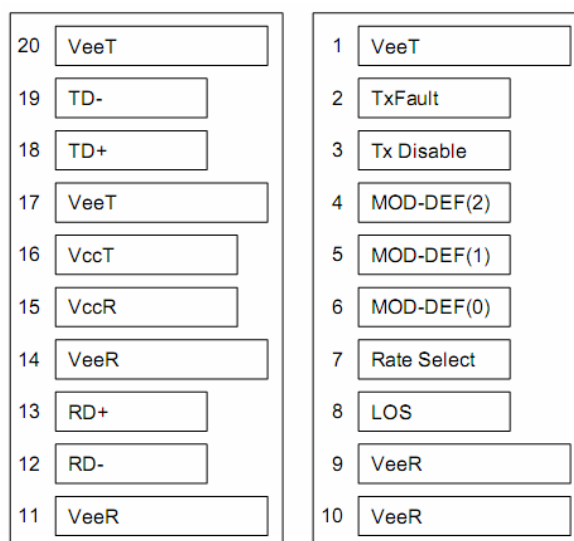 20 VeeT
19 TD-
18 TD+
17 VeeT
16 VccT
15 VccR
14 VeeR
13 RD+
12 RD-
11 VeeR
1 VeeT
2 TxFault
3 Tx Disable
4 MOD-DEF(2)
5 MOD-DEF(1)
6 MOD-DEF(0)
7 Rate Select
8 LOS
9 VeeR
10 VeeR